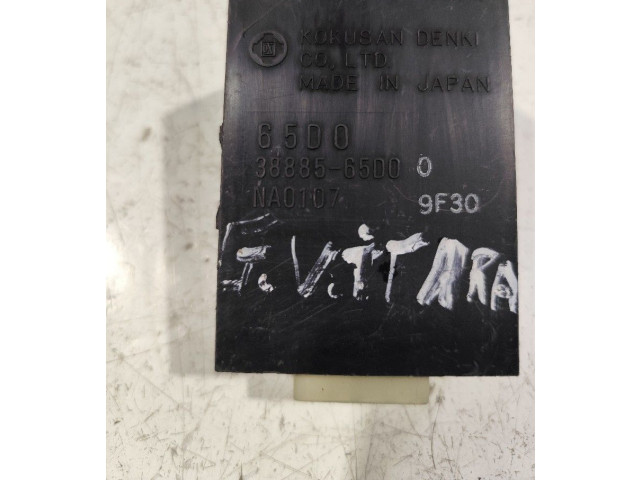 KOKUSAN DENKI
CO., LTD.
MADE IN JAPAN
65D0
38885-65D0 0
NA0107 9F30
G.VITARA